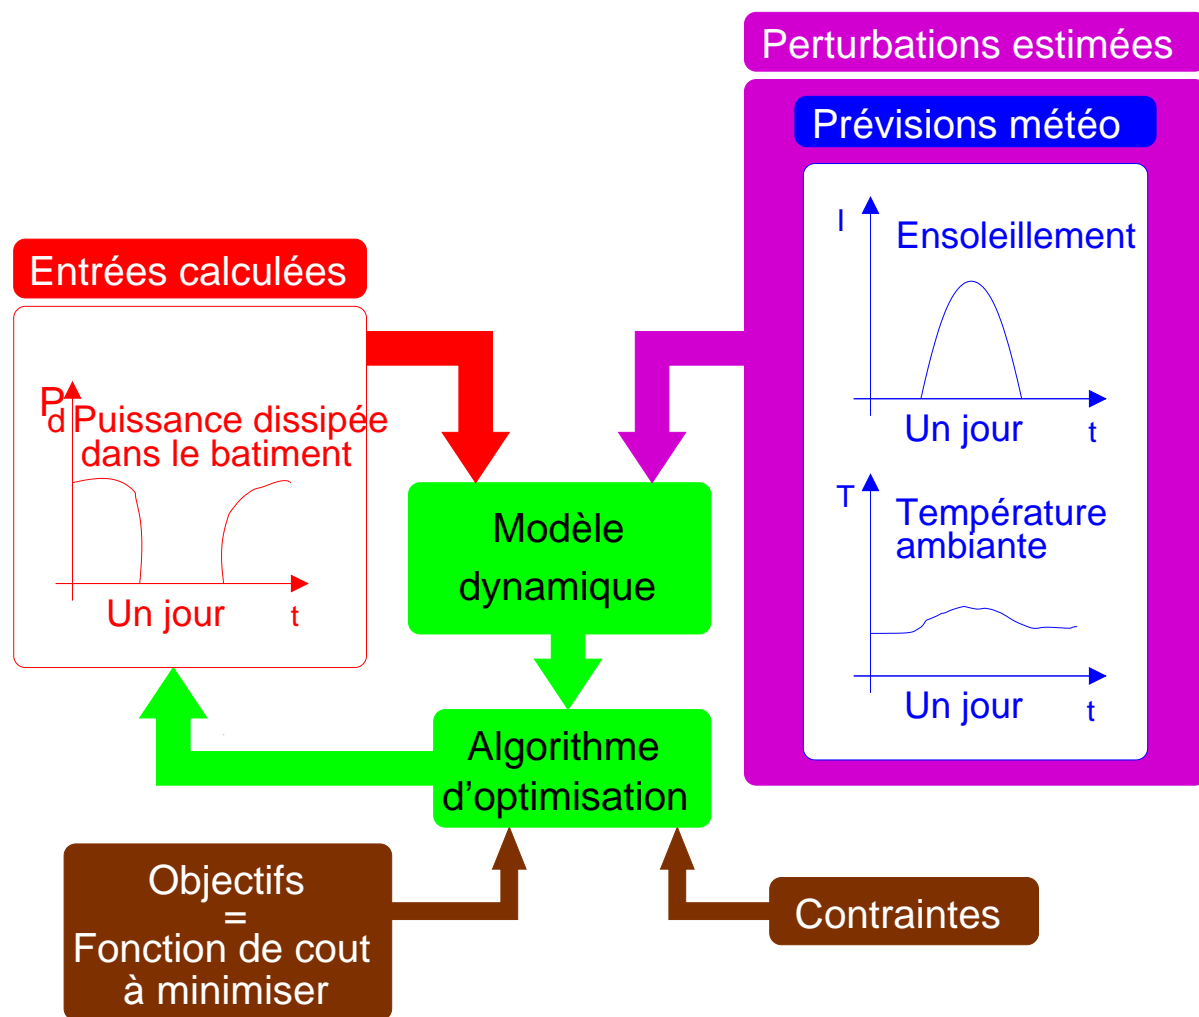 Perturbations estimées
Prévisions météo
I
Ensoleillement
Un jour
t
T
Température
ambiante
Un jour
t
Entrées calculées
Pd
Puissance dissipée
dans le batiment
Un jour
t
Modèle
dynamique
Algorithme
d'optimisation
Objectifs
=
Fonction de cout
à minimiser
Contraintes